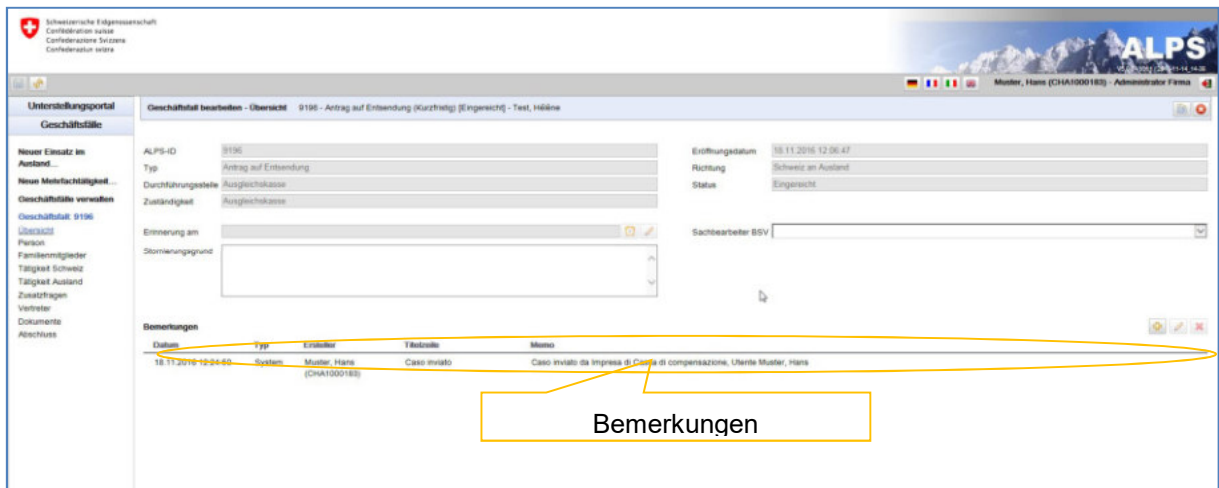 Schweizerische Eidgenossenschaft
Confédération suisse
Confederazione Svizzera
Confederaziun svizra
ALPS
Muster, Hans (CHA1000183) - Administrator Firma
Unterstellungsportal
Geschäftsfälle
Geschäftsfall bearbeiten - Übersicht 9196 - Antrag auf Entsendung (Kurzfristig) [Eingereicht] - Test, Hélène
Neuer Einsatz im
Ausland...
Neue Mehrfachtätigkeit...
Geschäftsfälle verwalten
Geschäftsfall: 9196
Übersicht
Person
Familienmitglieder
Tätigkeit Schweiz
Tätigkeit Ausland
Zusatzfragen
Vertreter
Dokumente
Abschluss
ALPS-ID 9196
Typ Antrag auf Entsendung
Durchführungsstelle Ausgleichskasse
Zuständigkeit Ausgleichskasse
Eröffnungsdatum 18.11.2016 12:06:47
Richtung Schweiz an Ausland
Status Eingereicht
Erinnerung am
Sachbearbeiter BSV
Stornierungsgrund
Bemerkungen
Datum Typ Ersteller Titelzeile Memo
18.11.2016 12:24:50 System Muster, Hans Caso inviato Caso inviato da Impresa di Cassa di compensazione, Utente Muster, Hans
(CHA1000183)
Bemerkungen